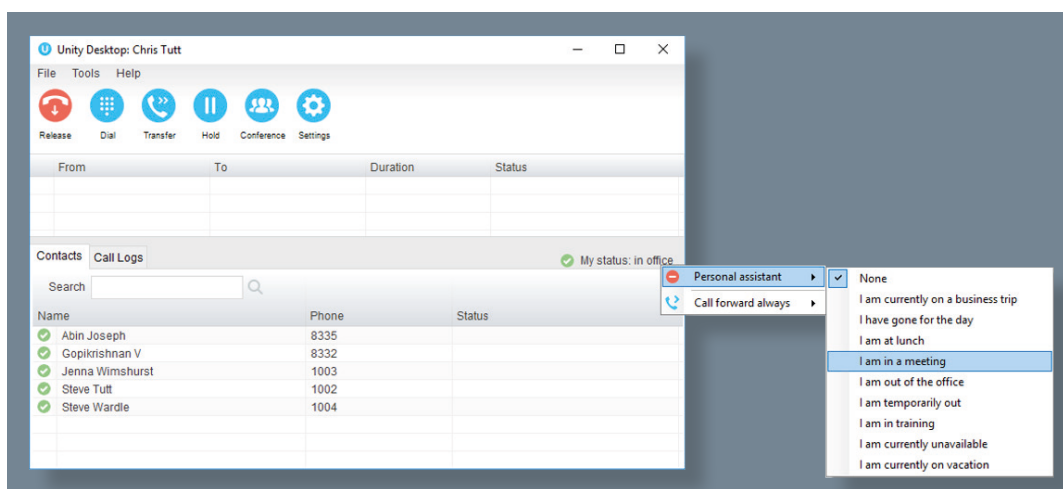 Unity Desktop: Chris Tutt
File Tools Help
Release Dial Transfer Hold Conference Settings
From To Duration Status
Contacts Call Logs
My status: in office
Search
Name Phone Status
Abin Joseph 8335
Gopikrishnan V 8332
Jenna Wimshurst 1003
Steve Tutt 1002
Steve Wardle 1004
Personal assistant
Call forward always
None
I am currently on a business trip
I have gone for the day
I am at lunch
I am in a meeting
I am out of the office
I am temporarily out
I am in training
I am currently unavailable
I am currently on vacation